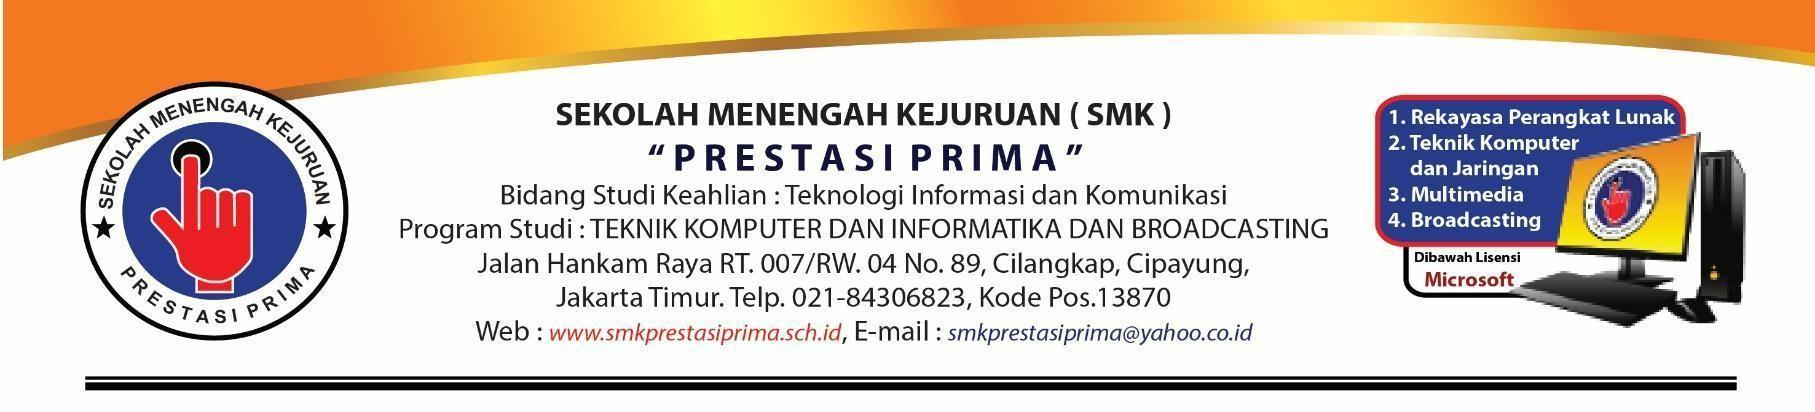 SEKOLAH MENENGAH KEJURUAN
PRESTASI PRIMA
SEKOLAH MENENGAH KEJURUAN ( SMK )
“ P R E S T A S I P R I M A ”
Bidang Studi Keahlian : Teknologi Informasi dan Komunikasi
Program Studi : TEKNIK KOMPUTER DAN INFORMATIKA DAN BROADCASTING
Jalan Hankam Raya RT. 007/RW. 04 No. 89, Cilangkap, Cipayung,
Jakarta Timur. Telp. 021-84306823, Kode Pos.13870
Web : www.smkprestasiprima.sch.id, E-mail : smkprestasiprima@yahoo.co.id
1. Rekayasa Perangkat Lunak
2. Teknik Komputer
dan Jaringan
3. Multimedia
4. Broadcasting
Dibawah Lisensi
Microsoft